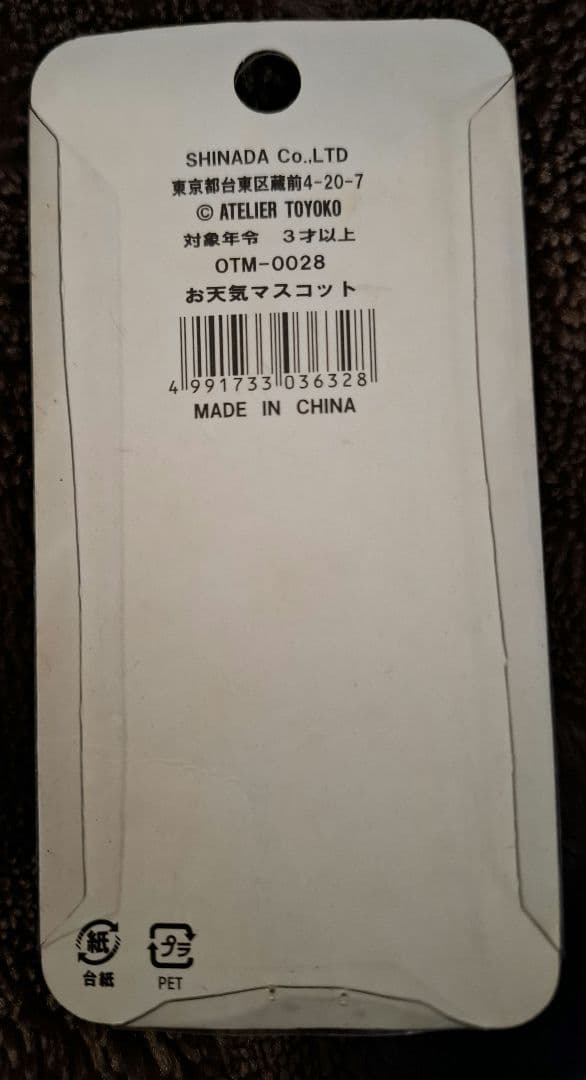 SHINADA Co.,LTD
東京都台東区蔵前4-20-7
© ATELIER TOYOKO
対象年令 3才以上
OTM-0028
お天気マスコット
4 991733 036328
MADE IN CHINA
紙 プラ
台紙 PET